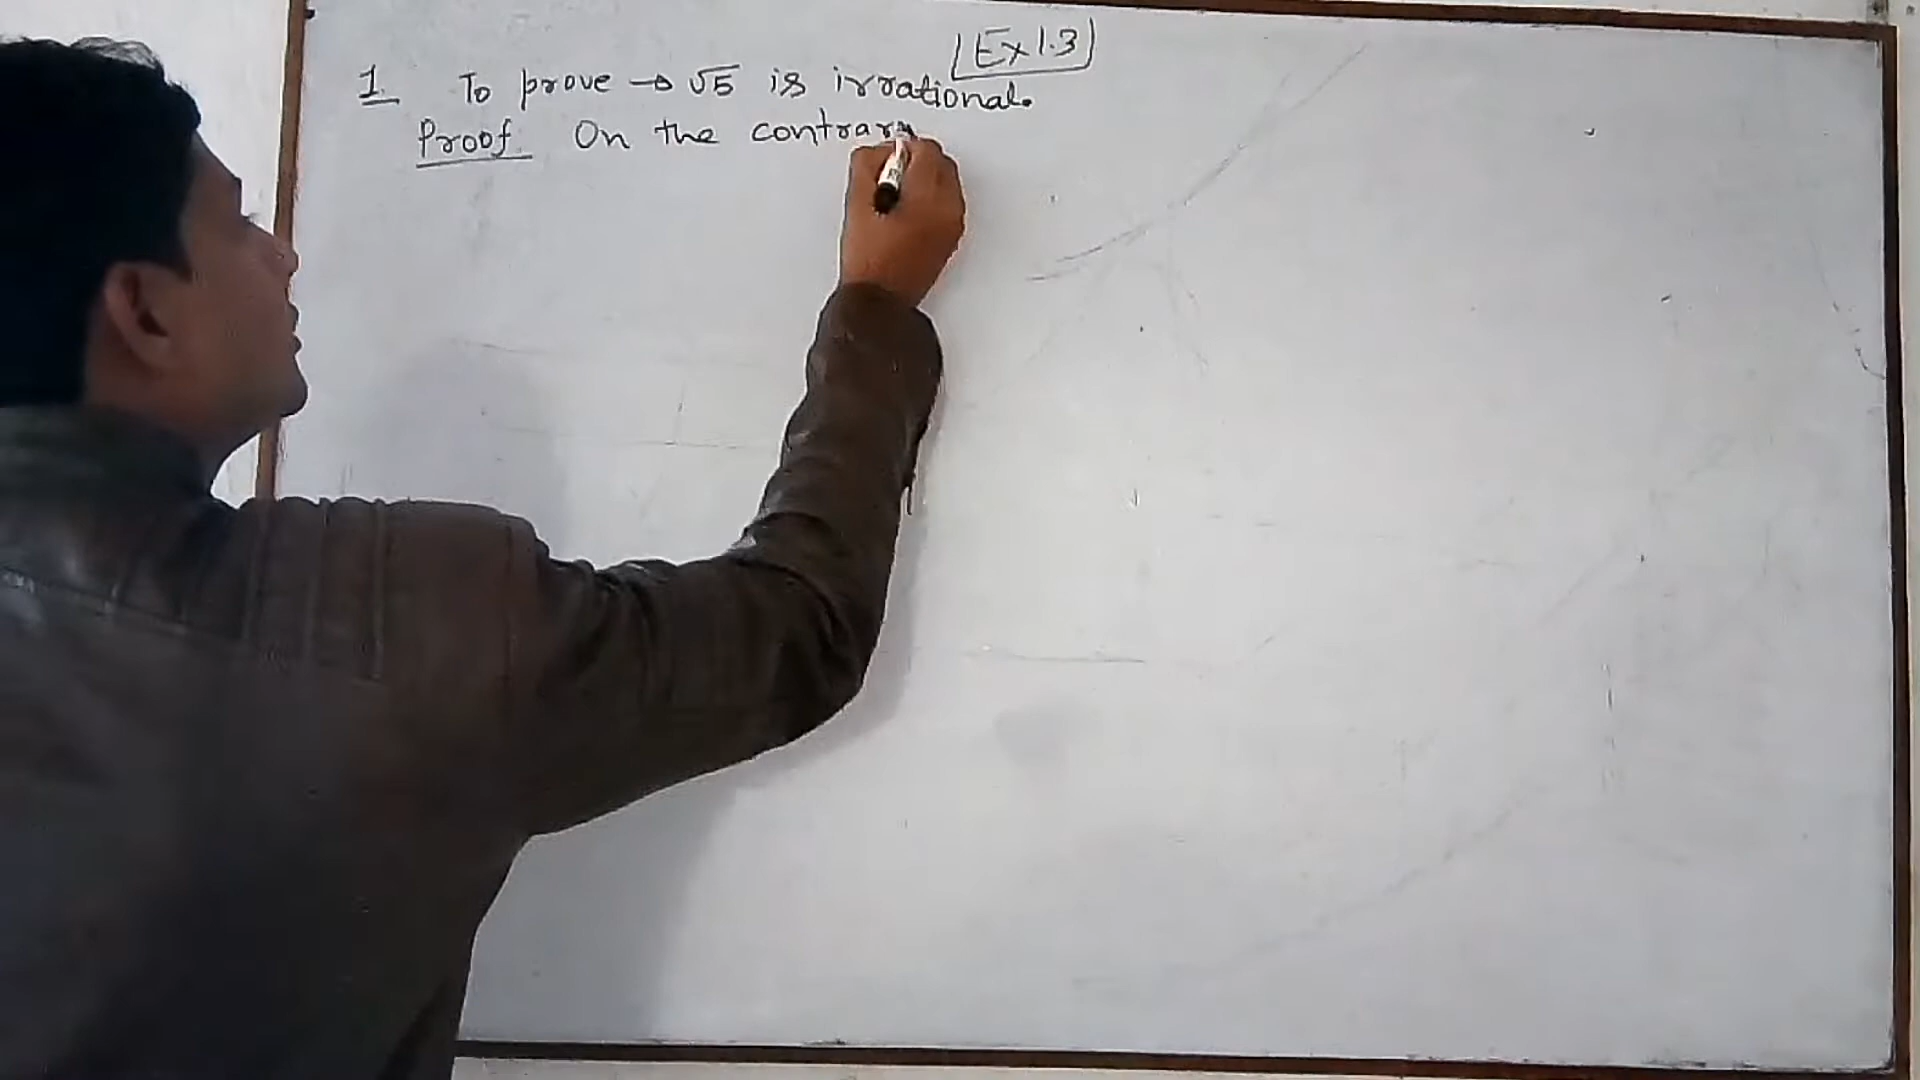 Ex 1.3
1. To prove → √5 is irrational.
Proof. On the contrary